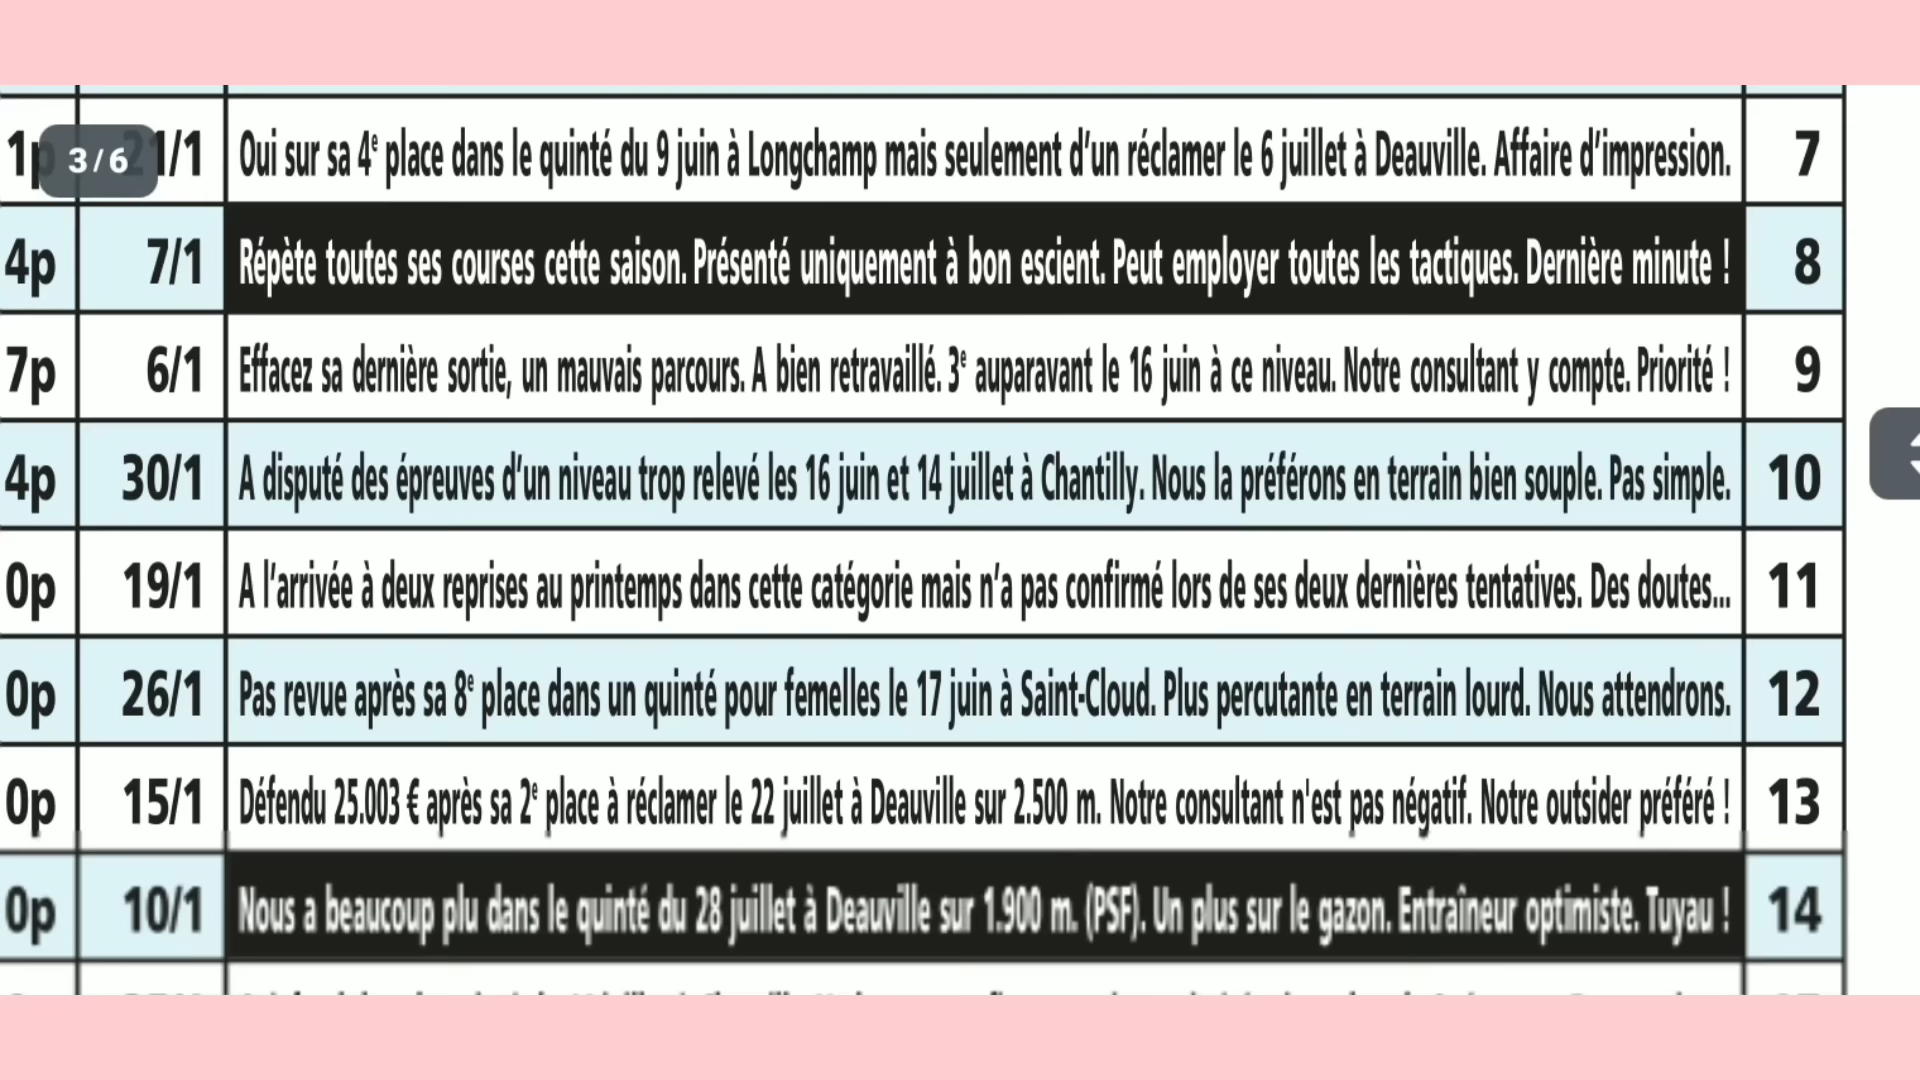 1p 21/1 Oui sur sa 4e place dans le quinté du 9 juin à Longchamp mais seulement d’un réclamer le 6 juillet à Deauville. Affaire d’impression. 7
3/6
4p 7/1 Répète toutes ses courses cette saison. Présenté uniquement à bon escient. Peut employer toutes les tactiques. Dernière minute ! 8
7p 6/1 Effacez sa dernière sortie, un mauvais parcours. A bien retravaillé. 3e auparavant le 16 juin à ce niveau. Notre consultant y compte. Priorité ! 9
4p 30/1 A disputé des épreuves d’un niveau trop relevé les 16 juin et 14 juillet à Chantilly. Nous la préférons en terrain bien souple. Pas simple. 10
0p 19/1 A l’arrivée à deux reprises au printemps dans cette catégorie mais n’a pas confirmé lors de ses deux dernières tentatives. Des doutes... 11
0p 26/1 Pas revue après sa 8e place dans un quinté pour femelles le 17 juin à Saint-Cloud. Plus percutante en terrain lourd. Nous attendrons. 12
0p 15/1 Défendu 25.003 € après sa 2e place à réclamer le 22 juillet à Deauville sur 2.500 m. Notre consultant n'est pas négatif. Notre outsider préféré ! 13
0p 10/1 Nous a beaucoup plu dans le quinté du 28 juillet à Deauville sur 1.900 m. (PSF). Un plus sur le gazon. Entraîneur optimiste. Tuyau ! 14